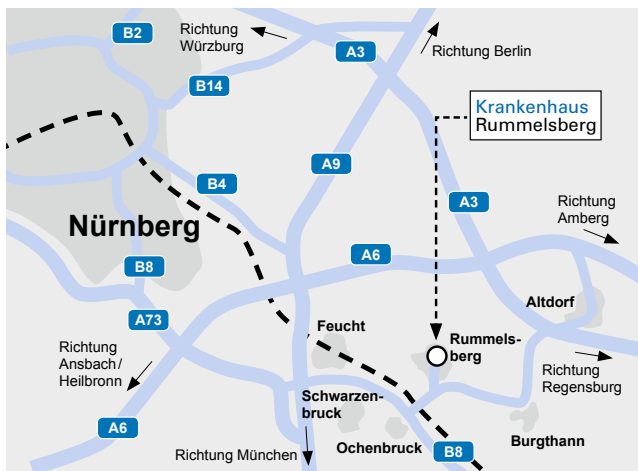 B2
Richtung
Würzburg
A3
Richtung Berlin
B14
Krankenhaus
Rummelsberg
A9
B4
A3
Richtung
Amberg
Nürnberg
A6
B8
Altdorf
A73
Feucht
Rummels-
berg
Richtung
Ansbach/
Heilbronn
Richtung
Regensburg
Schwarzen-
bruck
A6
Ochenbruck
Burgthann
B8
Richtung München